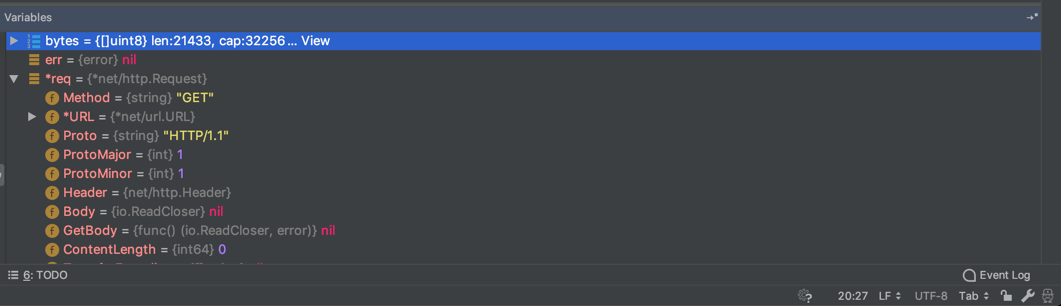 Variables
bytes = {[]uint8} len:21433, cap:32256 ... View
err = {error} nil
*req = {*net/http.Request}
f Method = {string} "GET"
f *URL = {*net/url.URL}
f Proto = {string} "HTTP/1.1"
f ProtoMajor = {int} 1
f ProtoMinor = {int} 1
f Header = {net/http.Header}
f Body = {io.ReadCloser} nil
f GetBody = {func() (io.ReadCloser, error)} nil
f ContentLength = {int64} 0
6: TODO
Event Log
20:27 LF UTF-8 Tab